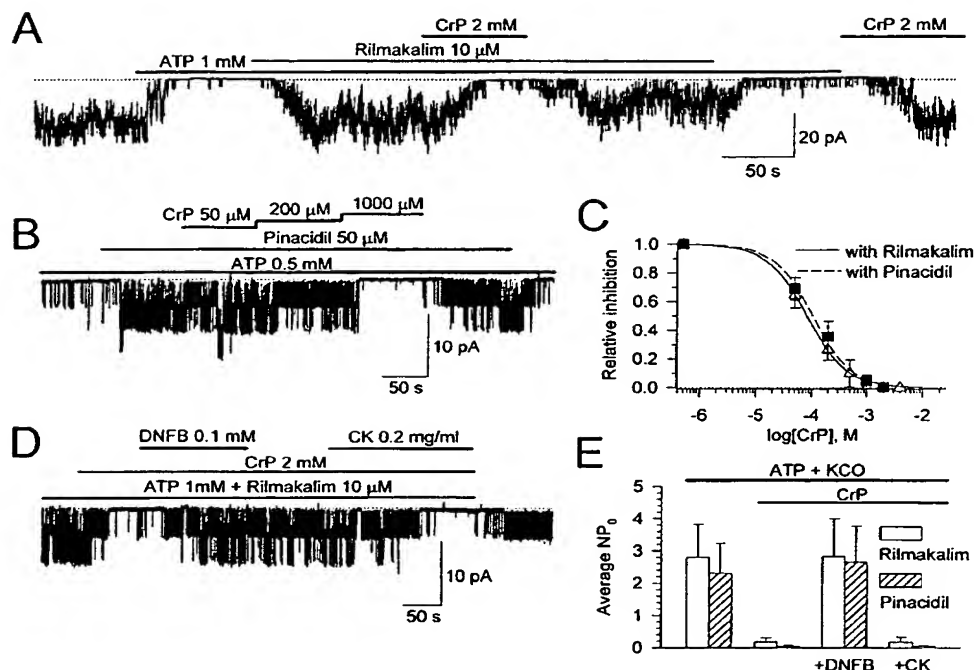 A
CrP 2 mM
CrP 2 mM
Rilmakalim 10 µM
ATP 1 mM
20 pA
50 s
B
CrP 50 µM
200 µM
1000 µM
Pinacidil 50 µM
ATP 0.5 mM
10 pA
50 s
C
with Rilmakalim
with Pinacidil
Relative inhibition
1.0
0.8
0.6
0.4
0.2
0.0
-6
-5
-4
-3
-2
log[CrP], M
D
DNFB 0.1 mM
CK 0.2 mg/ml
CrP 2 mM
ATP 1mM + Rilmakalim 10 µM
10 pA
50 s
E
ATP + KCO
CrP
Average NP0
5
4
3
2
1
0
Rilmakalim
Pinacidil
+DNFB
+CK